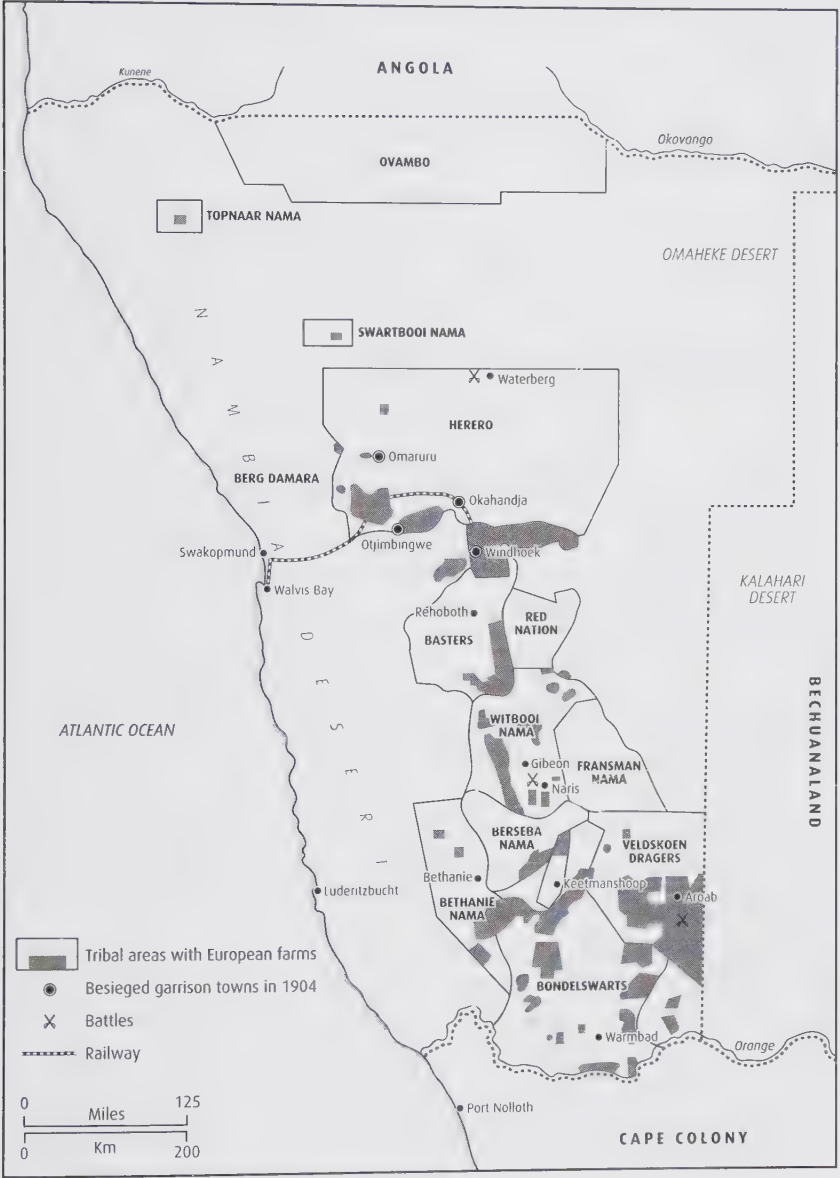 Kunene
ANGOLA
Okovango
OVAMBO
TOPNAAR NAMA
OMAHEKE DESERT
SWARTBOOI NAMA
Waterberg
HERERO
Omaruru
BERG DAMARA
Okahandja
Otjimbingwe
Swakopmund
Windhoek
Walvis Bay
NAMBIA DESERT
KALAHARI
DESERT
Rehoboth
RED
NATION
BASTERS
BECHUANALAND
ATLANTIC OCEAN
WITBOOI
NAMA
Gibeon
FRANSMAN
NAMA
Naris
BERSEBA
NAMA
VELDSKOEN
DRAGERS
Bethanie
Keetmanshoop
Aroab
Luderitzbucht
BETHANIE
NAMA
BONDELSWARTS
Warmbad
Orange
Port Nolloth
CAPE COLONY
Tribal areas with European farms
Besieged garrison towns in 1904
Battles
Railway
0 125
Miles
Km
0 200